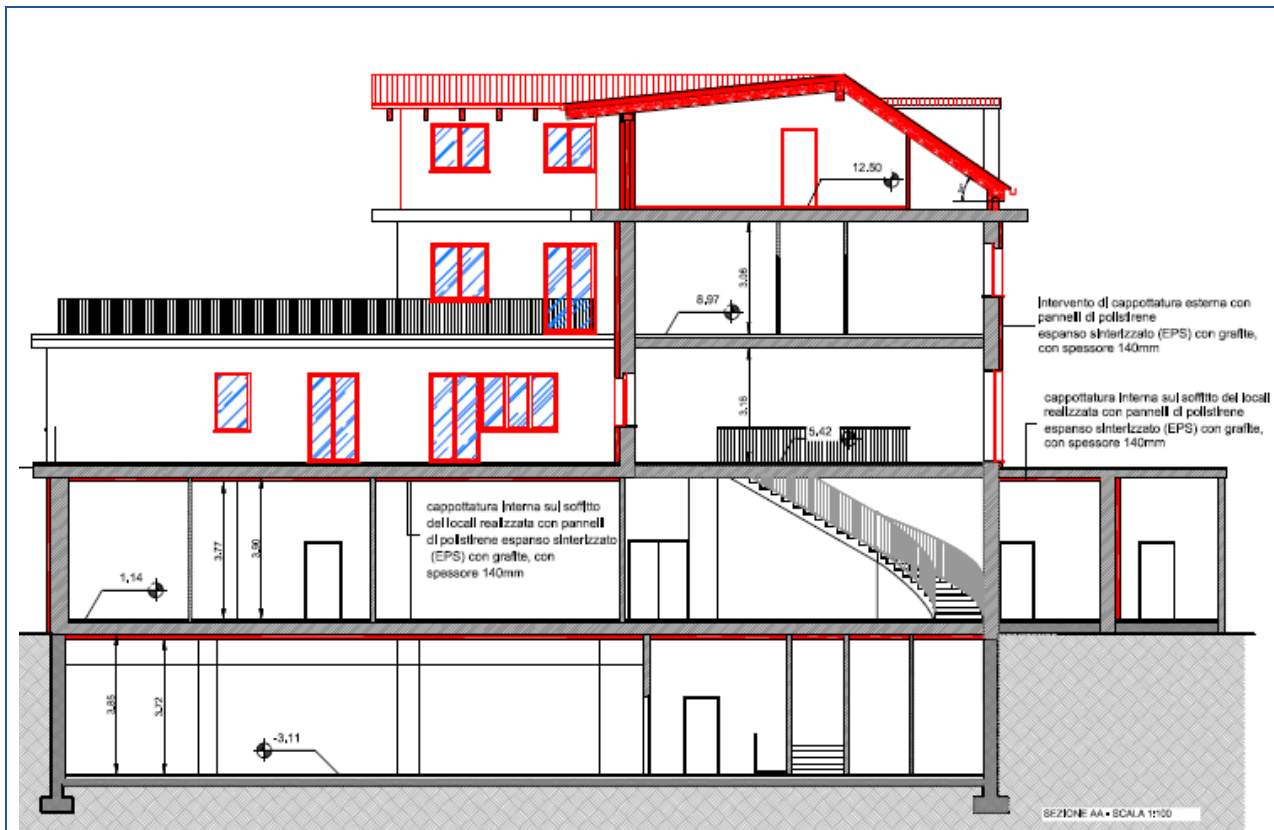 12.50
3.06
8,97
Intervento di cappottatura esterna con
pannelli di polistirene
espanso sinterizzato (EPS) con grafite,
con spessore 140mm
3.16
5,42
cappottatura interna sul soffitto dei locali
realizzata con pannelli di polistirene
espanso sinterizzato (EPS) con grafite,
con spessore 140mm
3.77
3.90
cappottatura interna sul soffitto
dei locali realizzata con pannelli
di polistirene espanso sinterizzato
(EPS) con grafite, con
spessore 140mm
1,14
3.85
3.72
-3,11
SEZIONE AA - SCALA 1:100